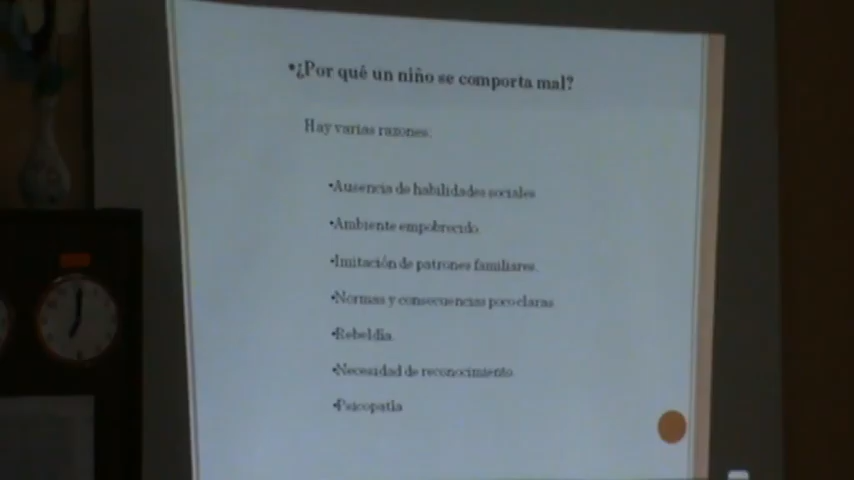 •¿Por qué un niño se comporta mal?
Hay varias razones:
•Ausencia de habilidades sociales
•Ambiente empobrecido
•Imitación de patrones familiares.
•Normas y consecuencias poco claras
•Rebeldía.
•Necesidad de reconocimiento
•Psicopatía